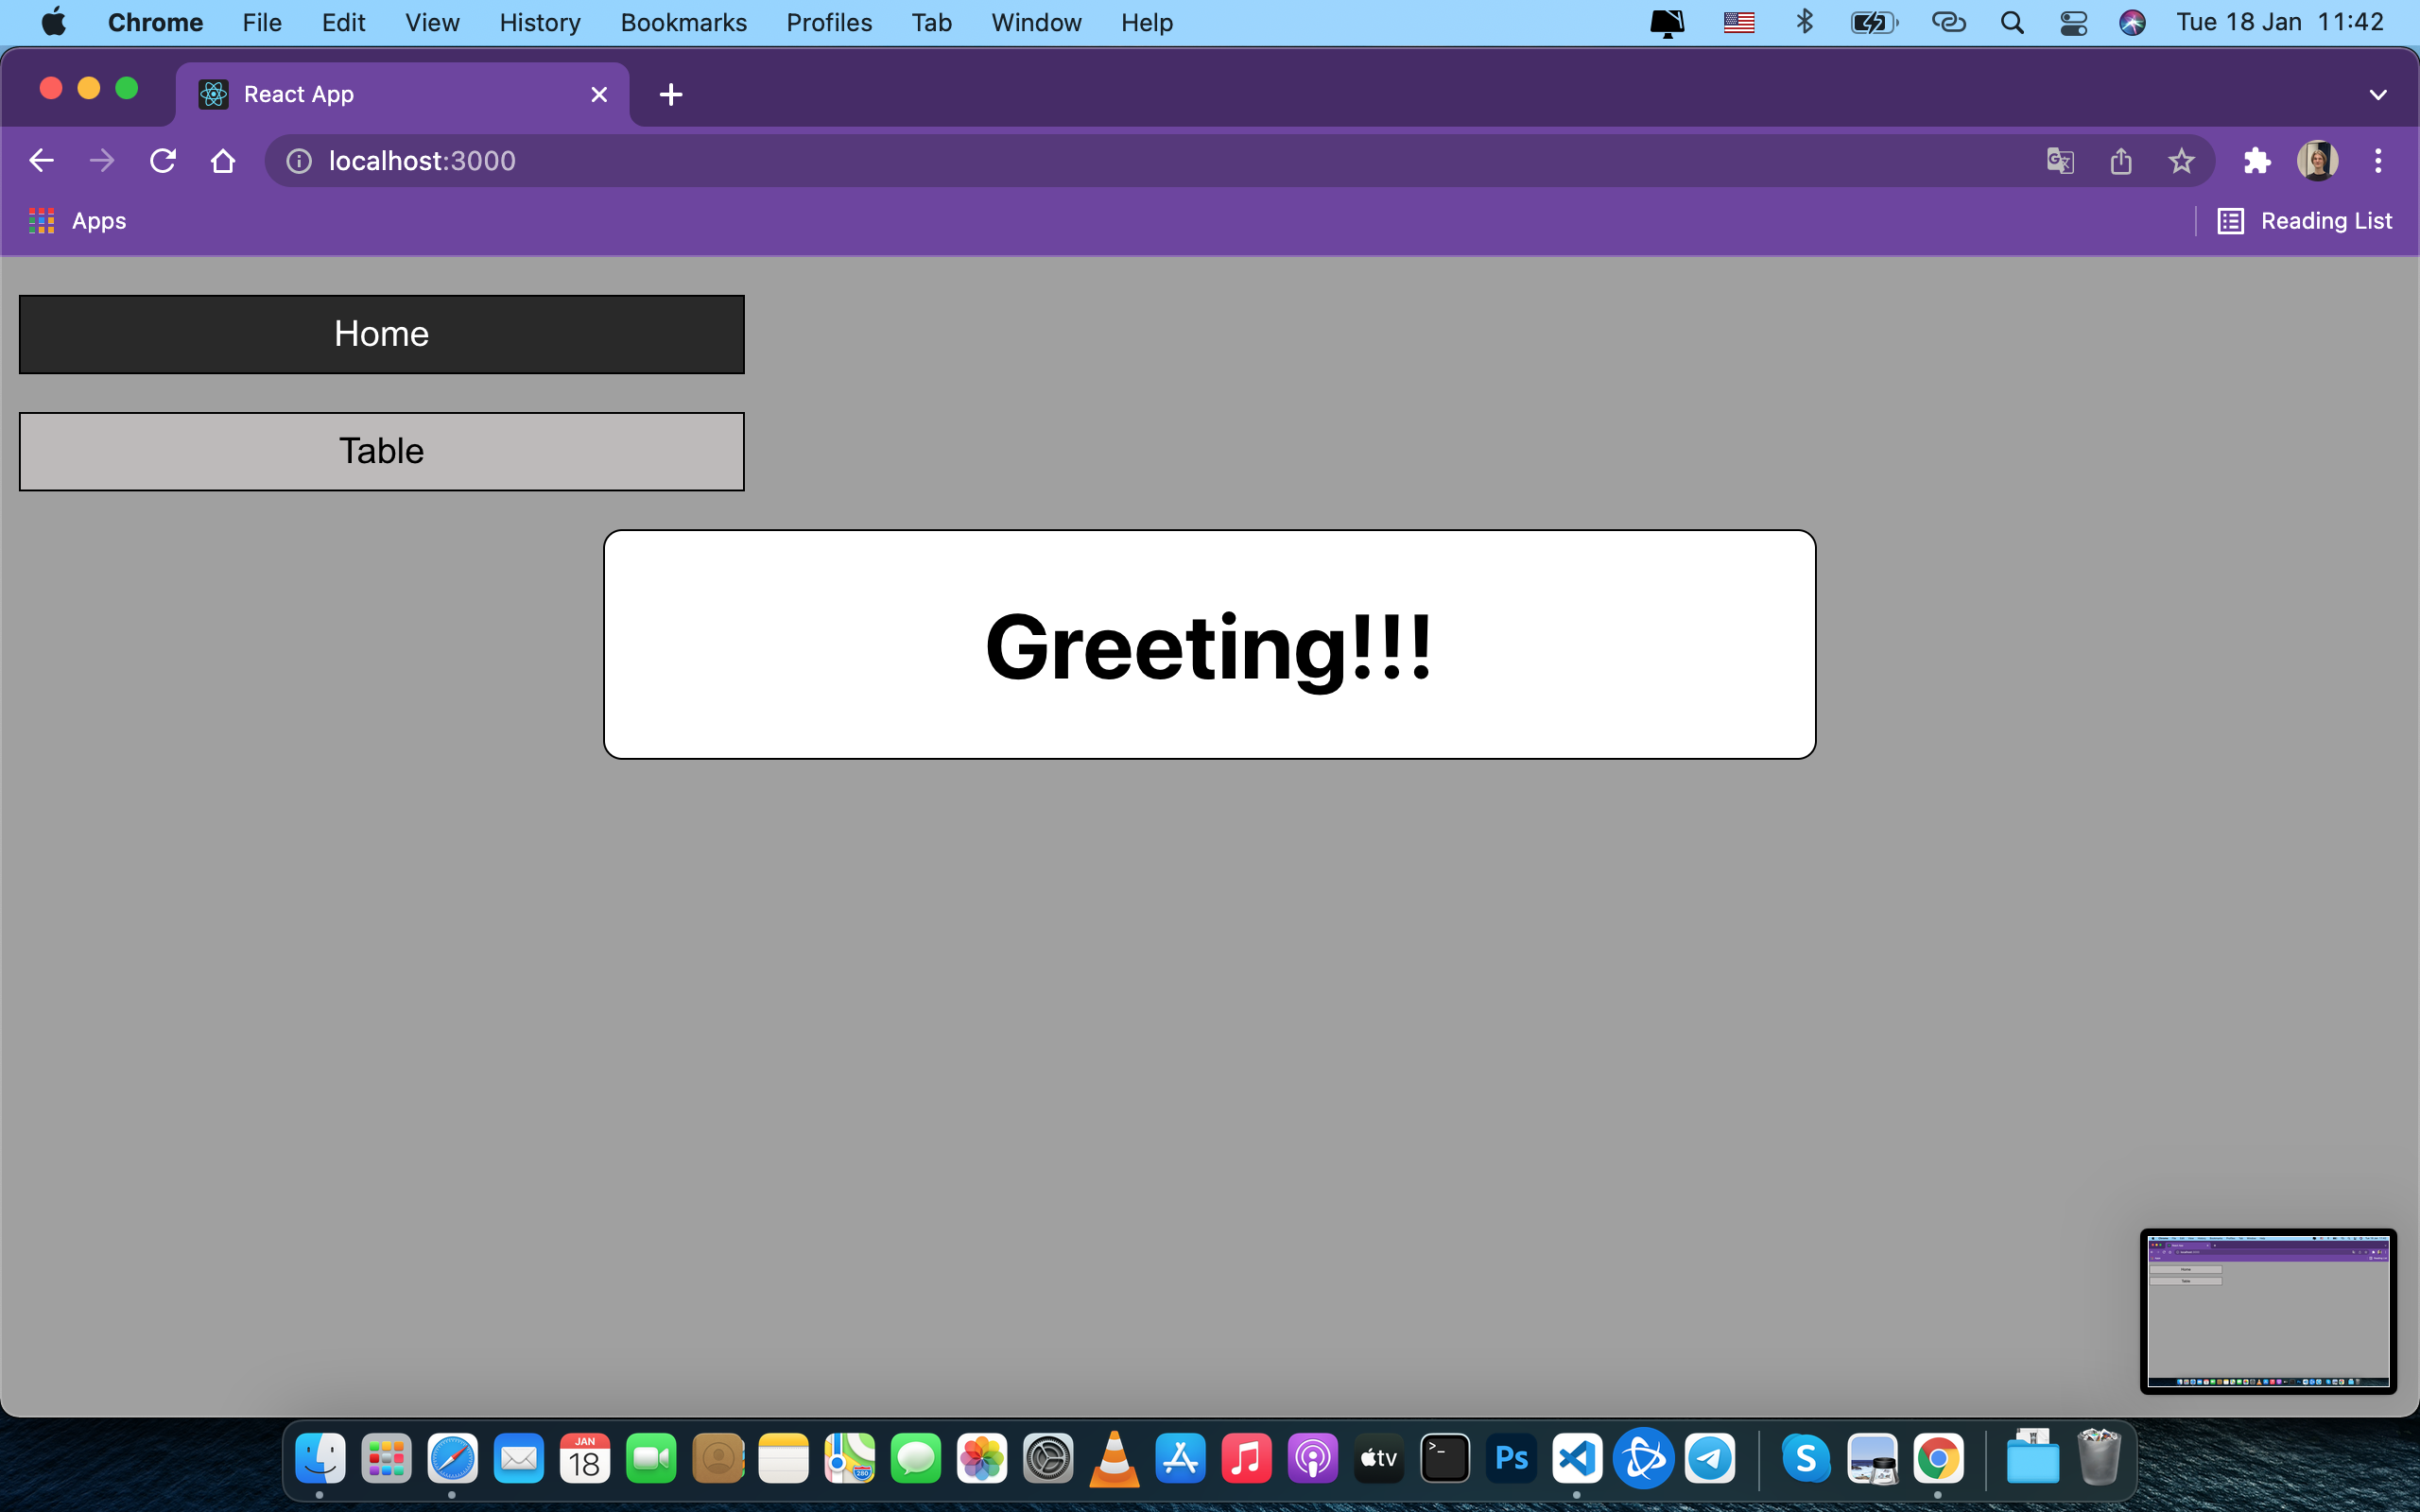 Chrome File Edit View History Bookmarks Profiles Tab Window Help Tue 18 Jan 11:42
React App
localhost:3000
Apps Reading List
Home
Table
Greeting!!!
JAN
18
280
tv
>_
Ps
S